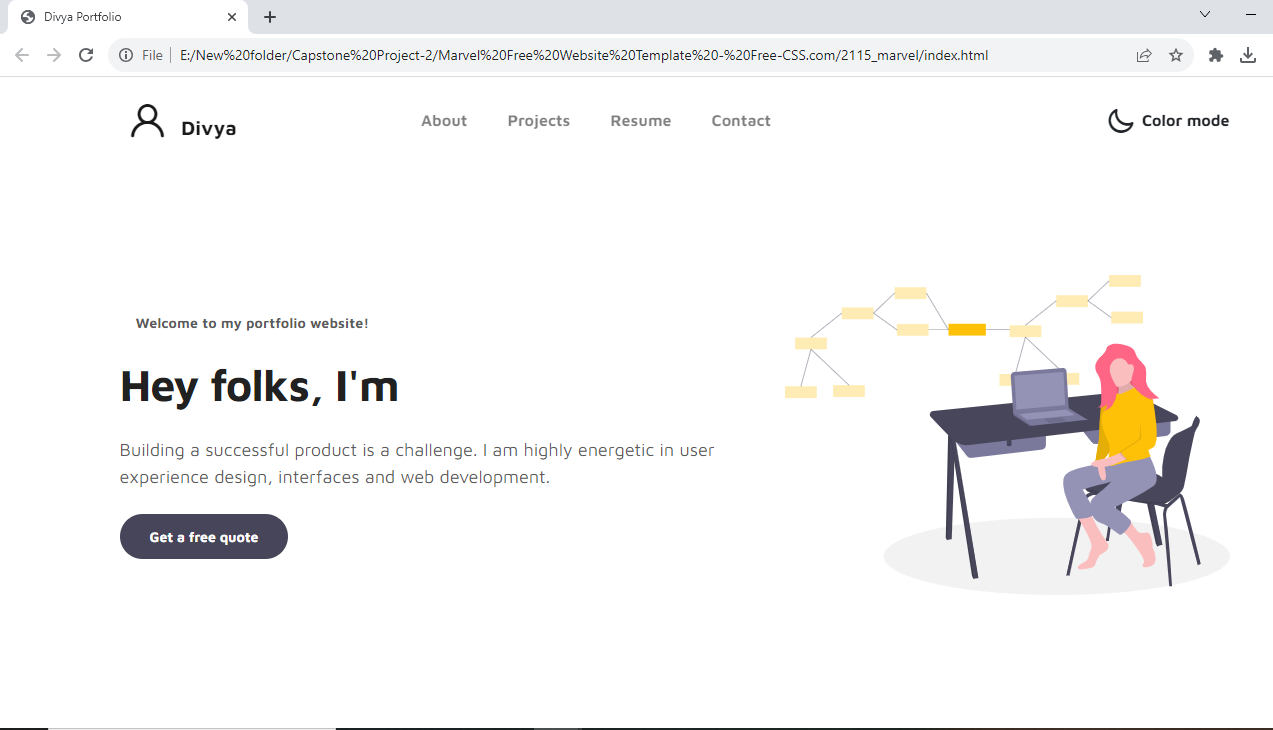 Divya Portfolio
File
E:/New%20folder/Capstone%20Project-2/Marvel%20Free%20Website%20Template%20-%20Free-CSS.com/2115_marvel/index.html
Divya
About
Projects
Resume
Contact
Color mode
Welcome to my portfolio website!
Hey folks, I'm
Building a successful product is a challenge. I am highly energetic in user
experience design, interfaces and web development.
Get a free quote